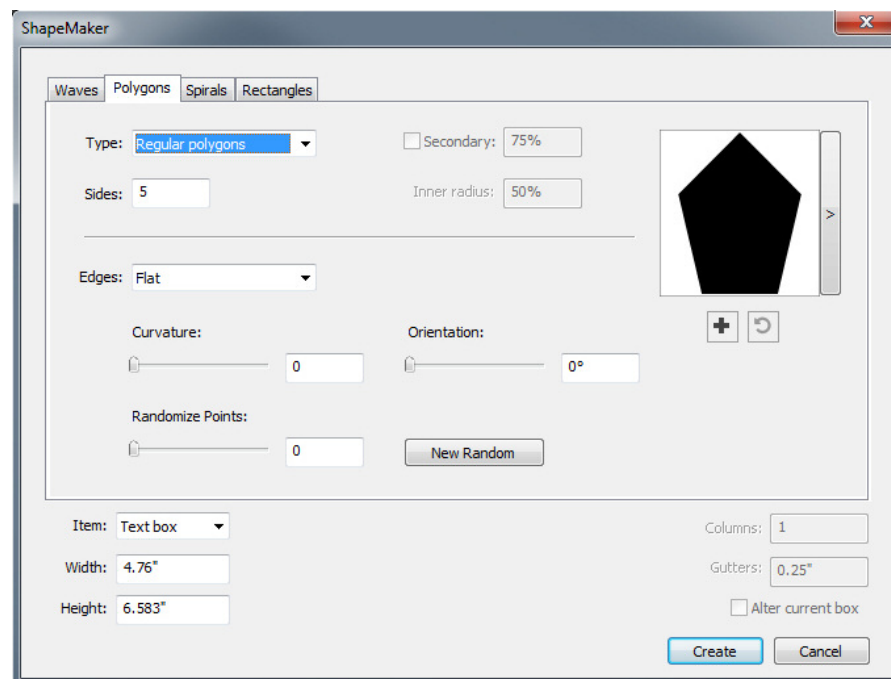 ShapeMaker
Waves Polygons Spirals Rectangles
Type: Regular polygons Secondary: 75%
Sides: 5 Inner radius: 50%
>
Edges: Flat
Curvature: Orientation:
0 0°
Randomize Points:
0 New Random
Item: Text box Columns: 1
Width: 4.76" Gutters: 0.25"
Height: 6.583" Alter current box
Create Cancel